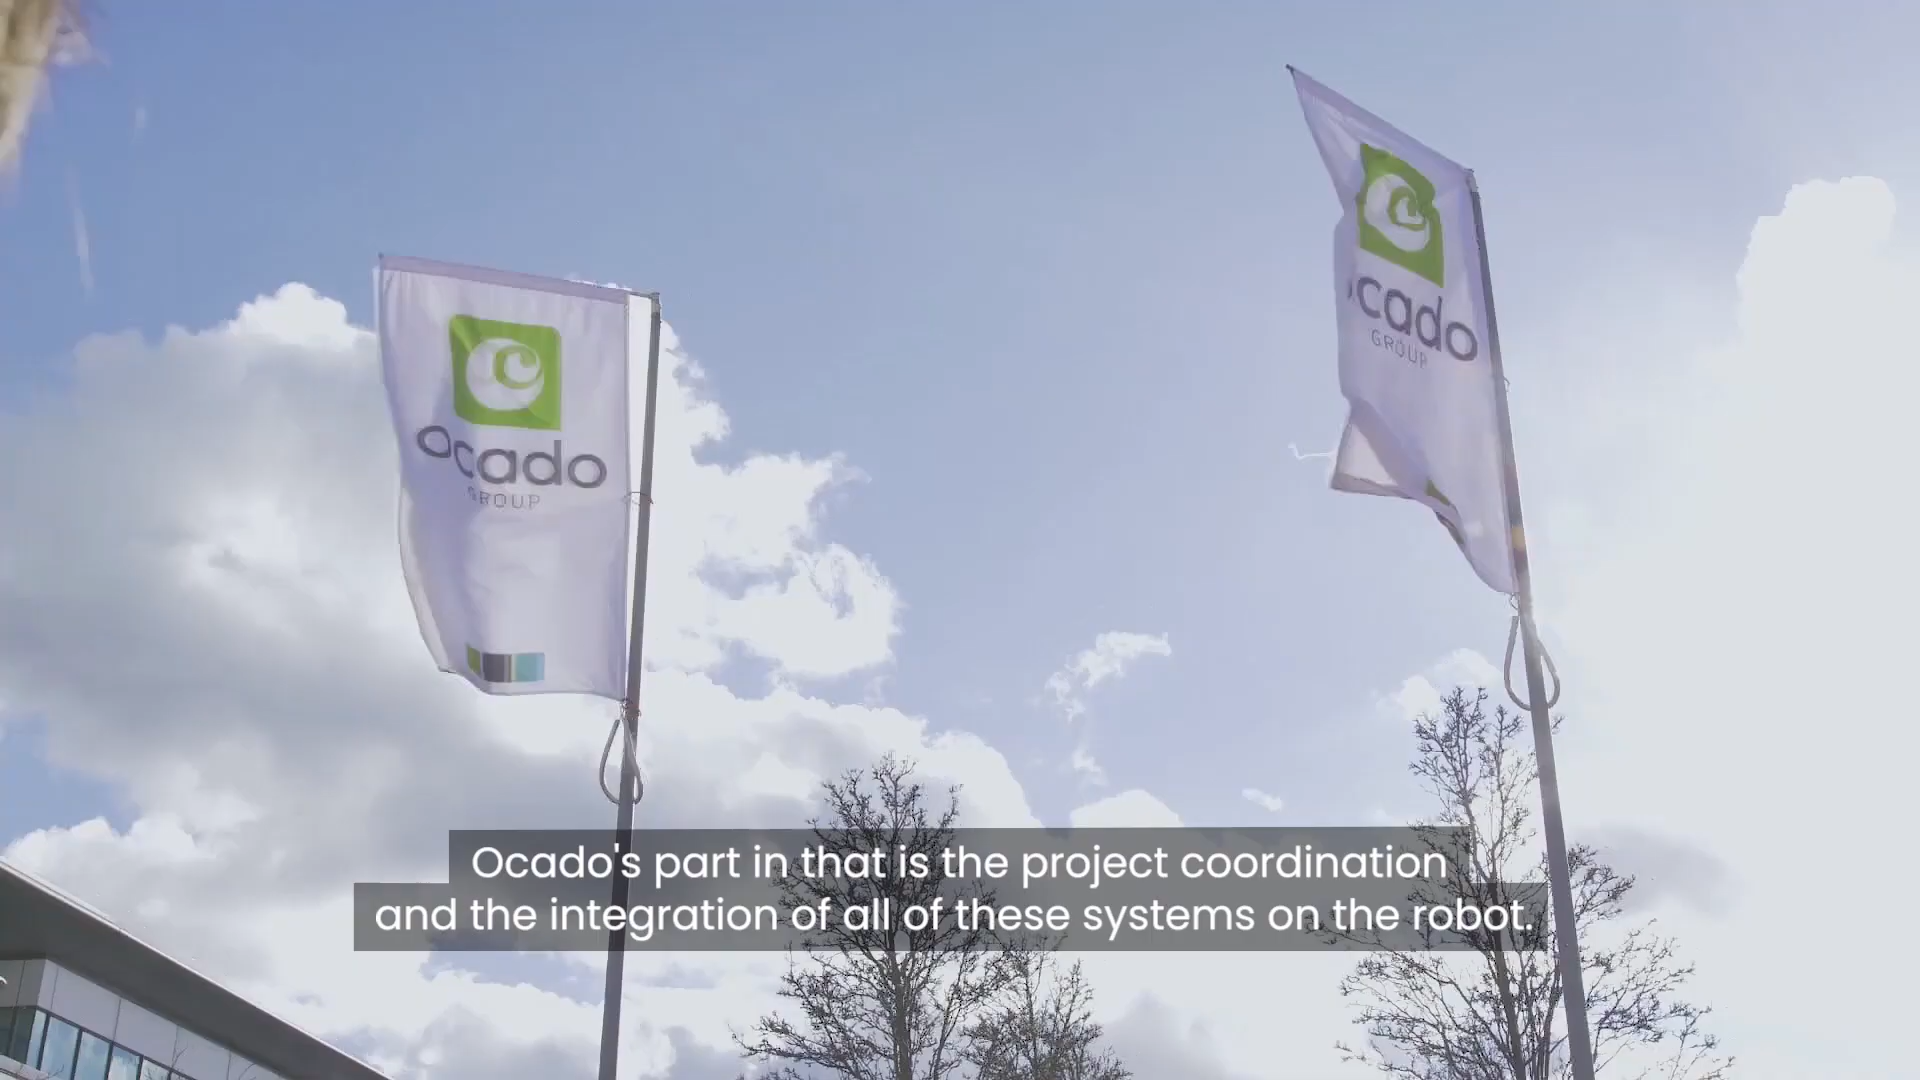 ocado
GROUP
ocado
GROUP
Ocado's part in that is the project coordination
and the integration of all of these systems on the robot.